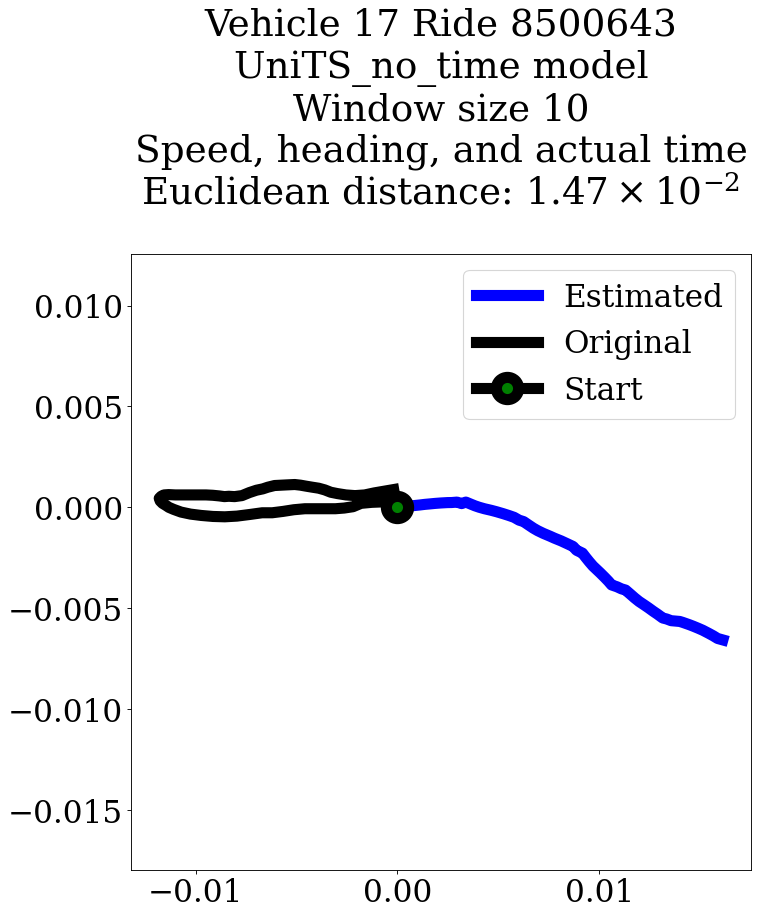 Vehicle 17 Ride 8500643
UniTS_no_time model
Window size 10
Speed, heading, and actual time
Euclidean distance: 1.47 × 10⁻²
Estimated
Original
Start
0.010
0.005
0.000
−0.005
−0.010
−0.015
−0.01
0.00
0.01